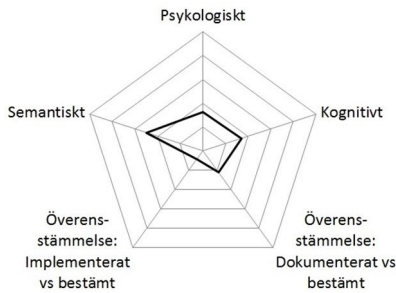 Psykologiskt
Semantiskt
Kognitivt
Överens-
stämmelse:
Implementerat
vs bestämt
Överens-
stämmelse:
Dokumenterat vs
bestämt